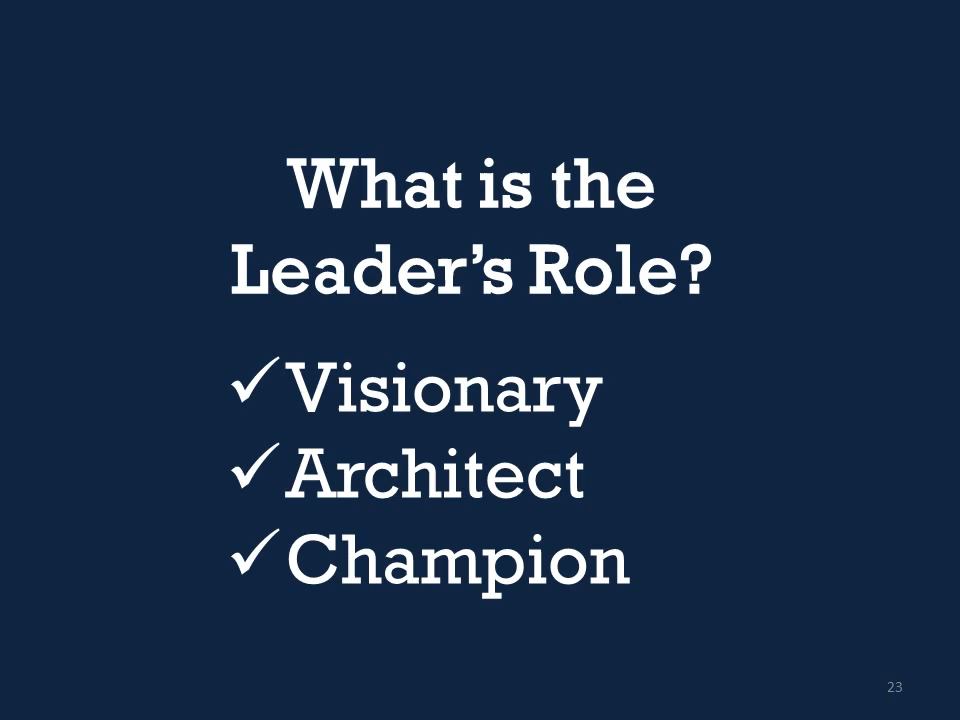 What is the
Leader’s Role?
✓Visionary
✓Architect
✓Champion
23